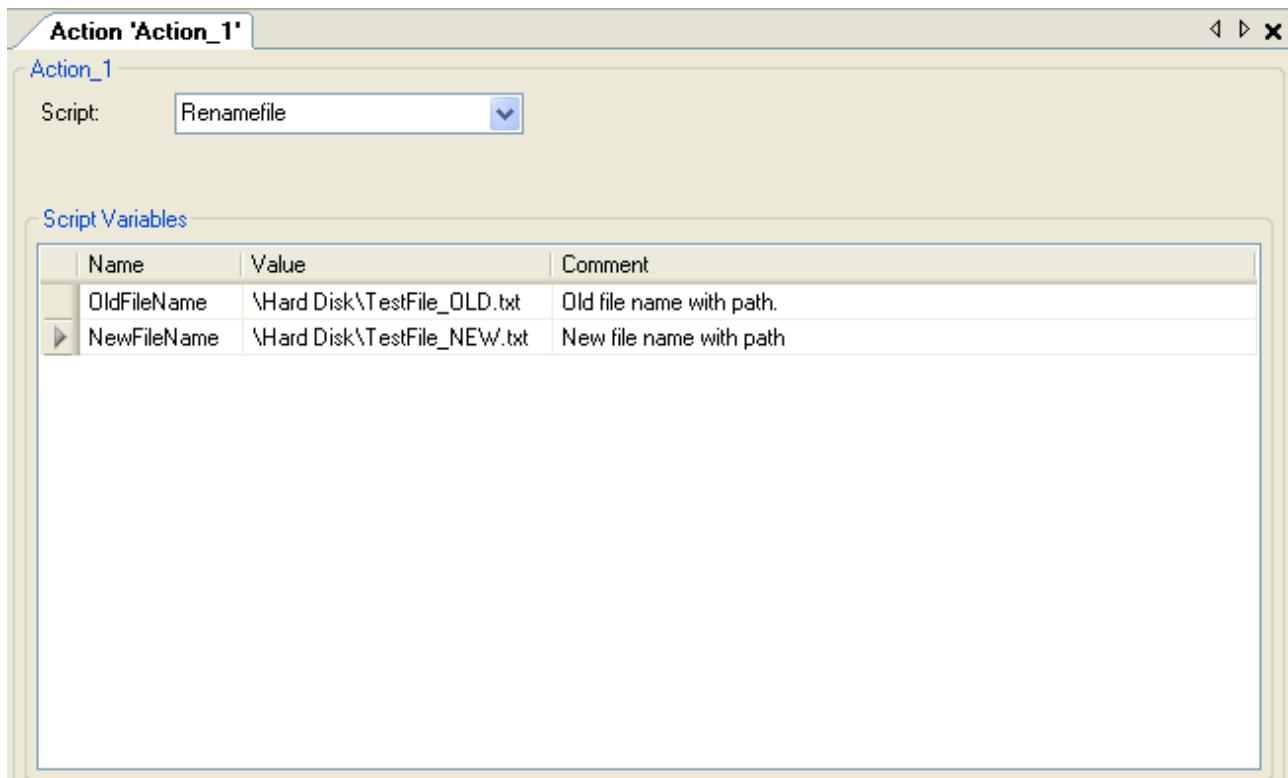 Action 'Action_1'
Action_1
Script: Renamefile
Script Variables
Name Value Comment
OldFileName \Hard Disk\TestFile_OLD.txt Old file name with path.
NewFileName \Hard Disk\TestFile_NEW.txt New file name with path